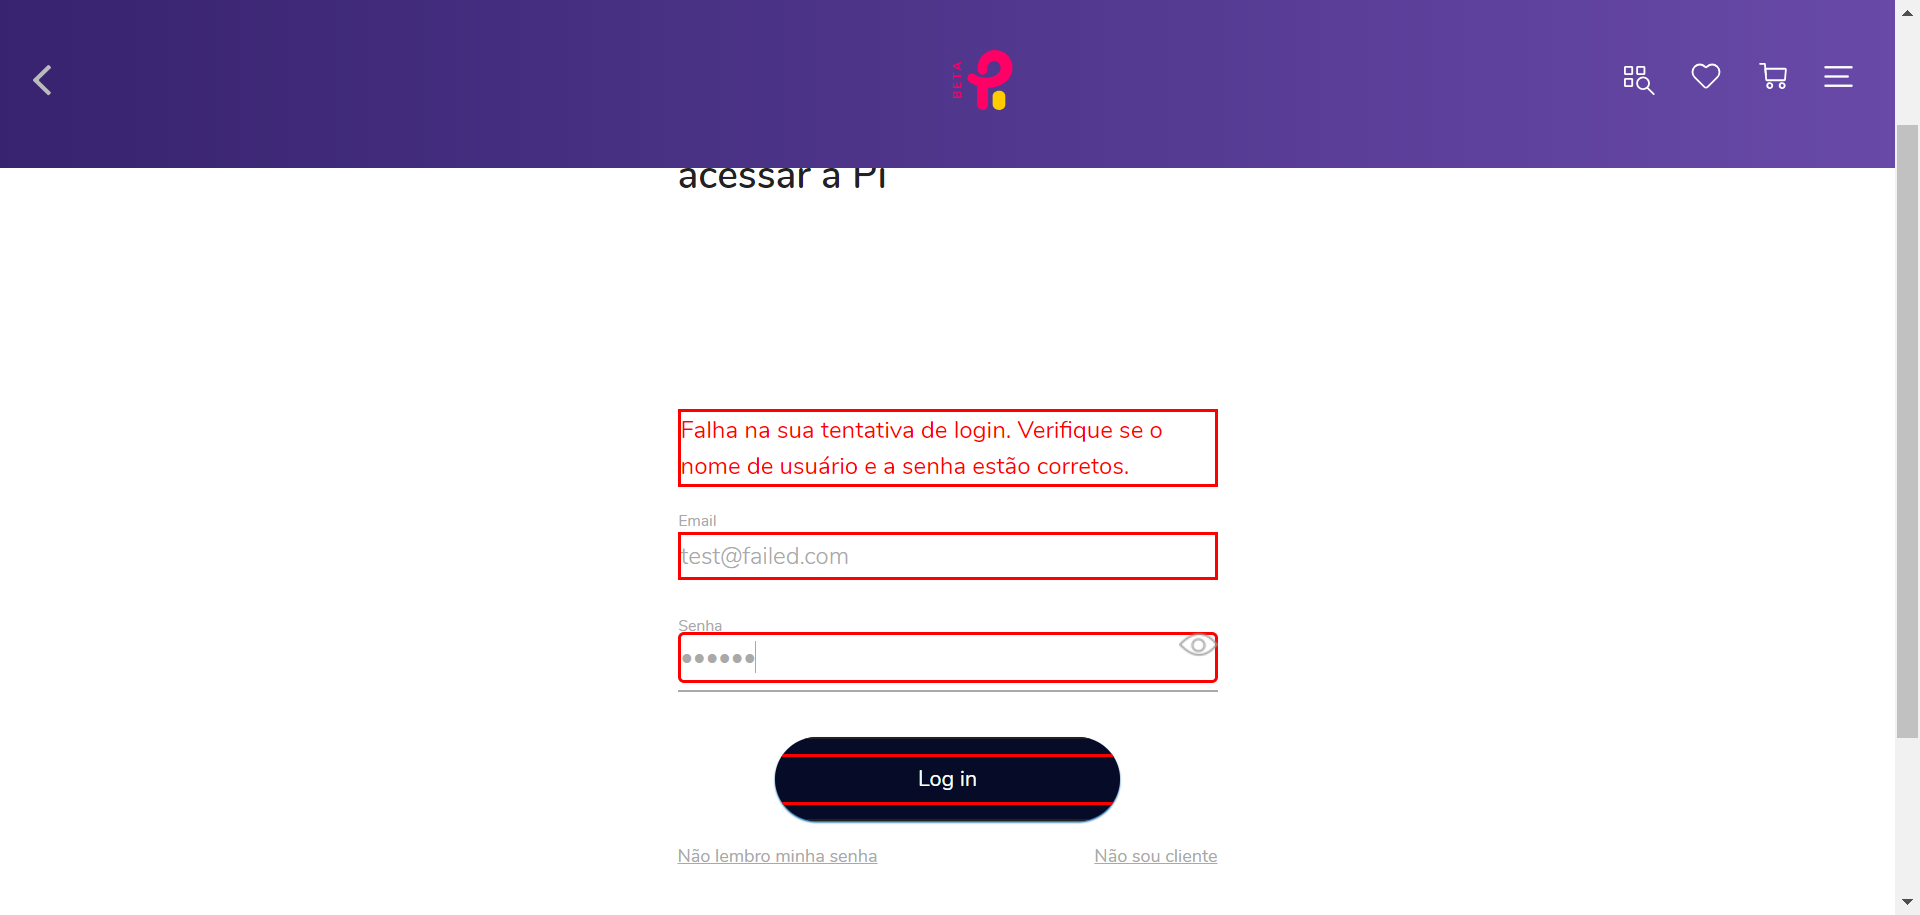 BETA
acessar a Pi
Falha na sua tentativa de login. Verifique se o
nome de usuário e a senha estão corretos.
Email
test@failed.com
Senha
Log in
Não lembro minha senha
Não sou cliente